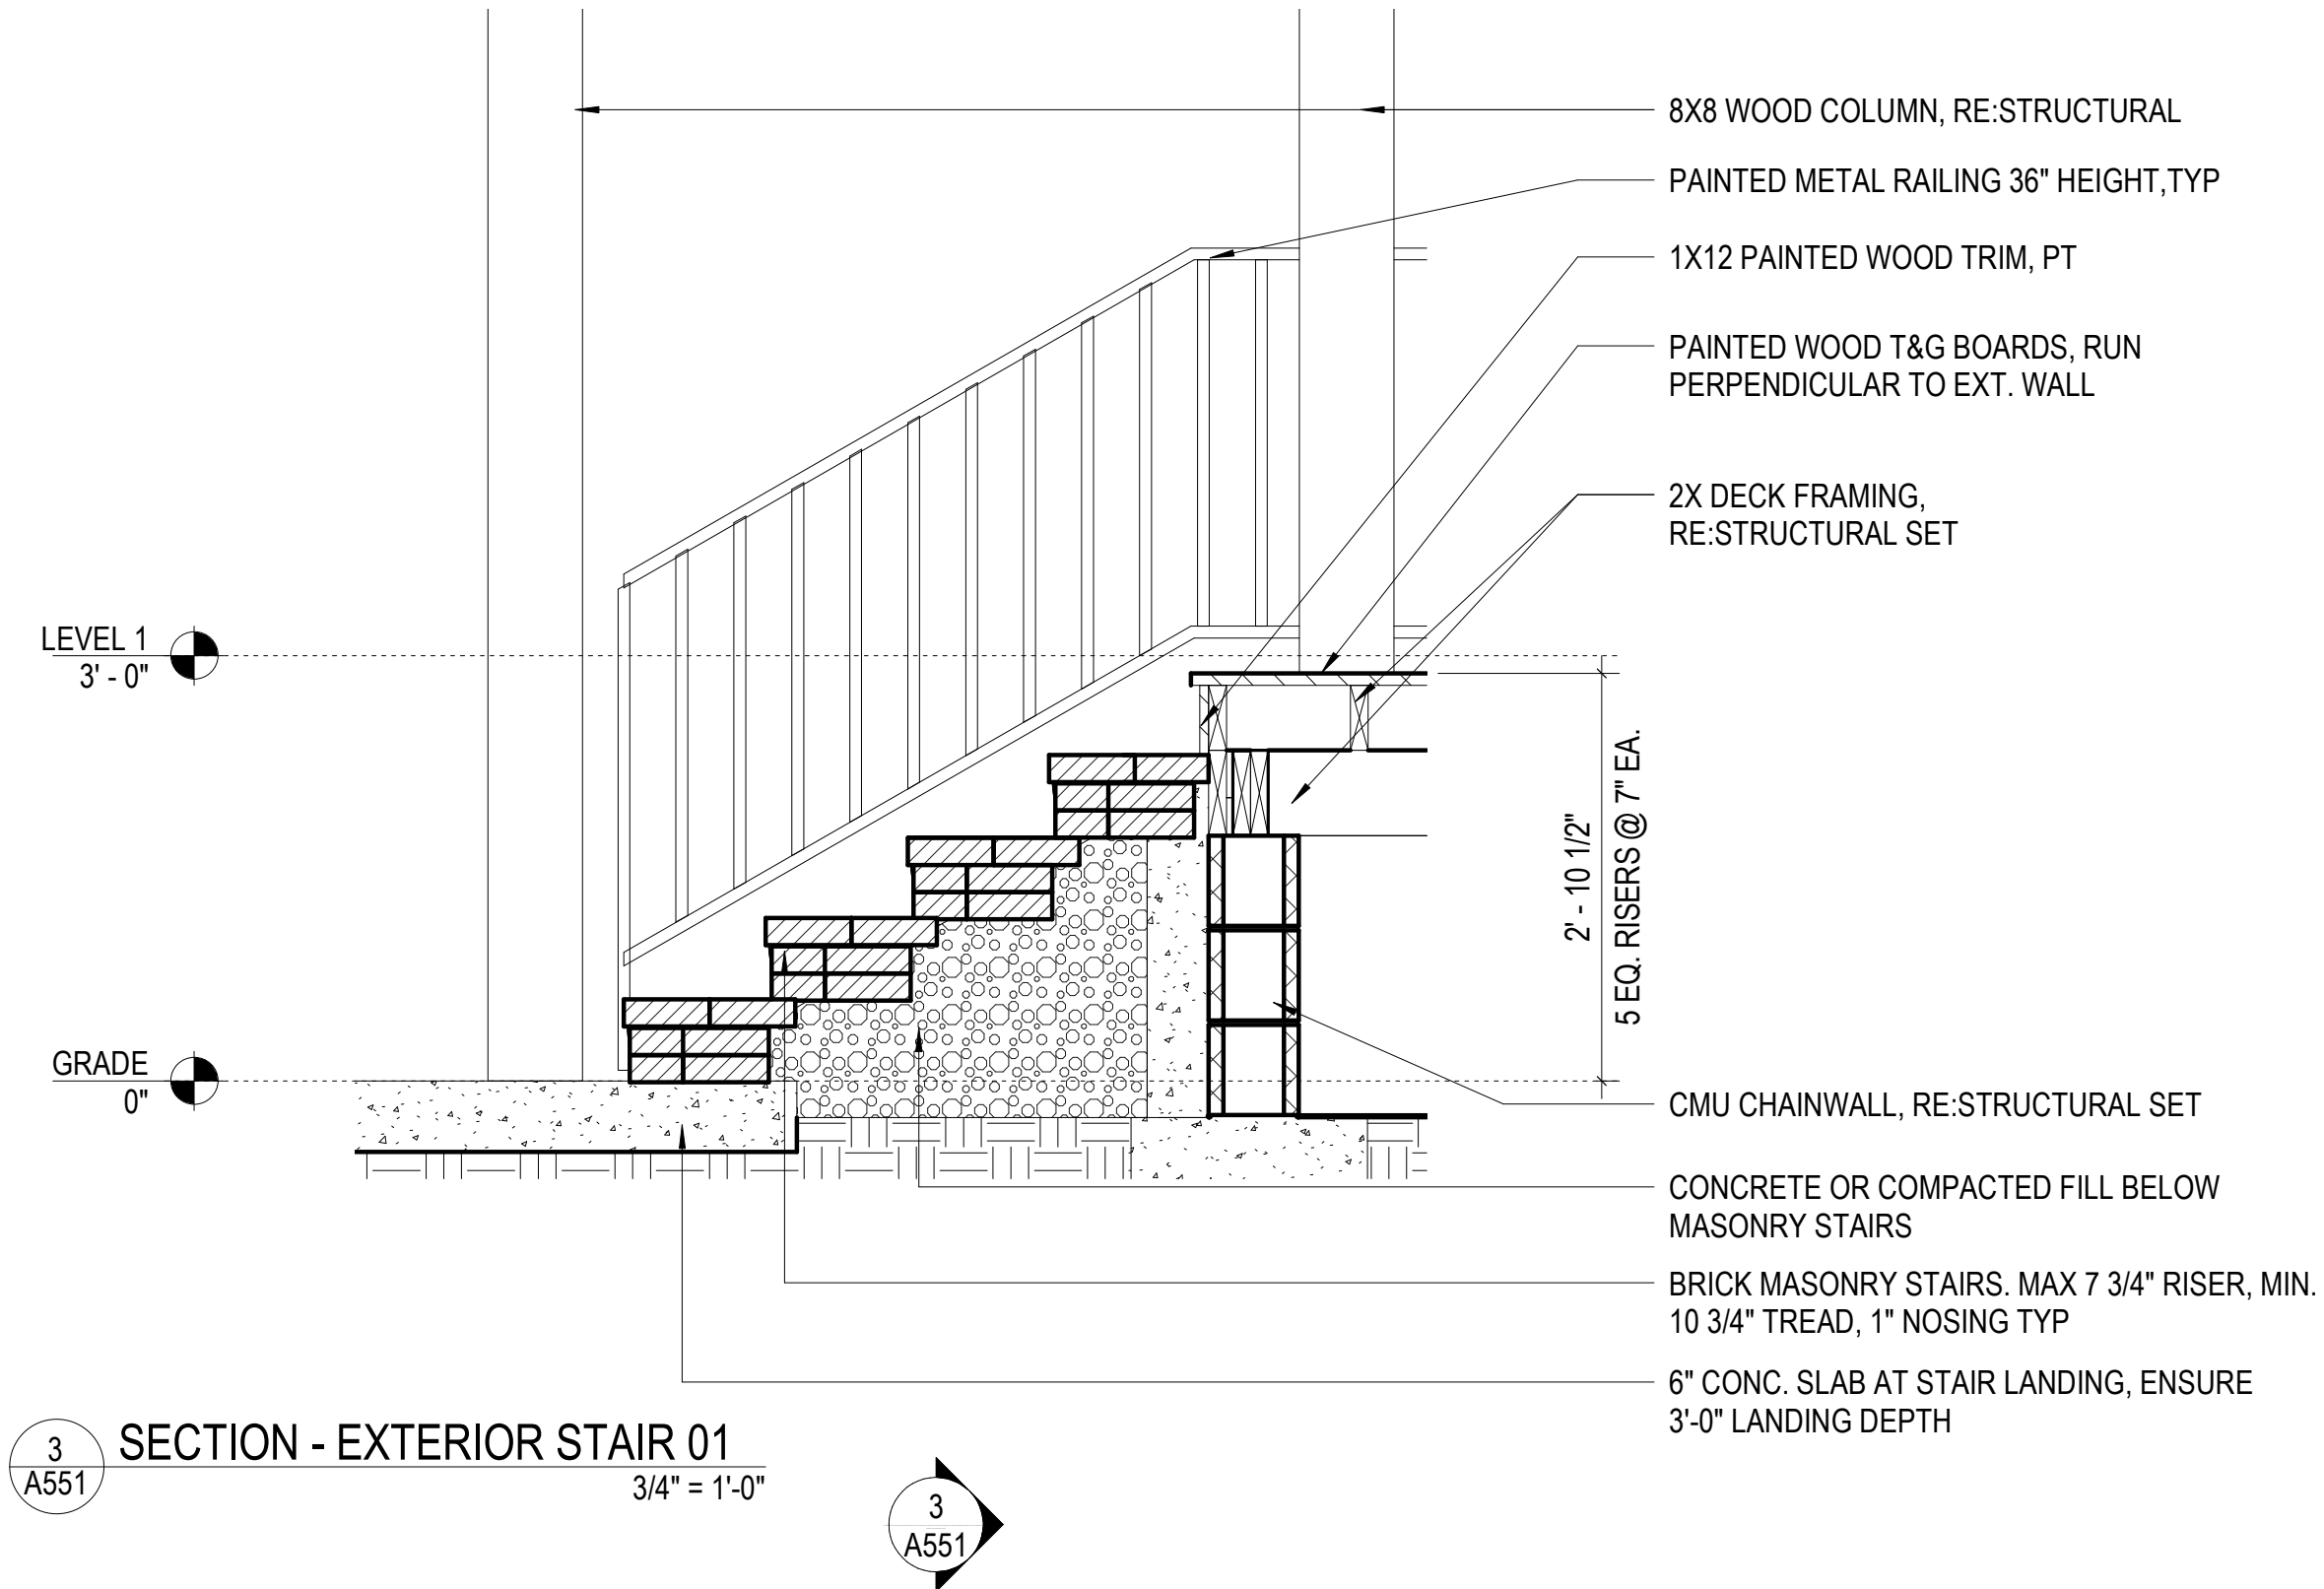 8X8 WOOD COLUMN, RE:STRUCTURAL
PAINTED METAL RAILING 36" HEIGHT,TYP
1X12 PAINTED WOOD TRIM, PT
PAINTED WOOD T&G BOARDS, RUN
PERPENDICULAR TO EXT. WALL
2X DECK FRAMING,
RE:STRUCTURAL SET
LEVEL 1
3' - 0"
2' - 10 1/2"
5 EQ. RISERS @ 7" EA.
GRADE
0"
CMU CHAINWALL, RE:STRUCTURAL SET
CONCRETE OR COMPACTED FILL BELOW
MASONRY STAIRS
BRICK MASONRY STAIRS. MAX 7 3/4" RISER, MIN.
10 3/4" TREAD, 1" NOSING TYP
6" CONC. SLAB AT STAIR LANDING, ENSURE
3'-0" LANDING DEPTH
3
A551
SECTION - EXTERIOR STAIR 01
3/4" = 1'-0"
3
A551